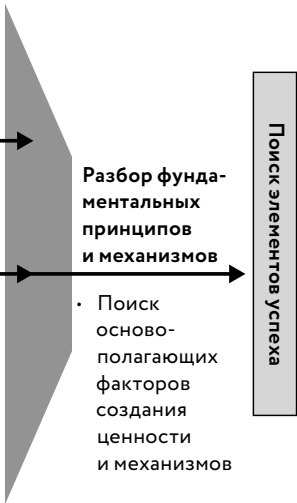 Разбор фунда-
ментальных
принципов
и механизмов
• Поиск
осново-
полагающих
факторов
создания
ценности
и механизмов
Поиск элементов успеха